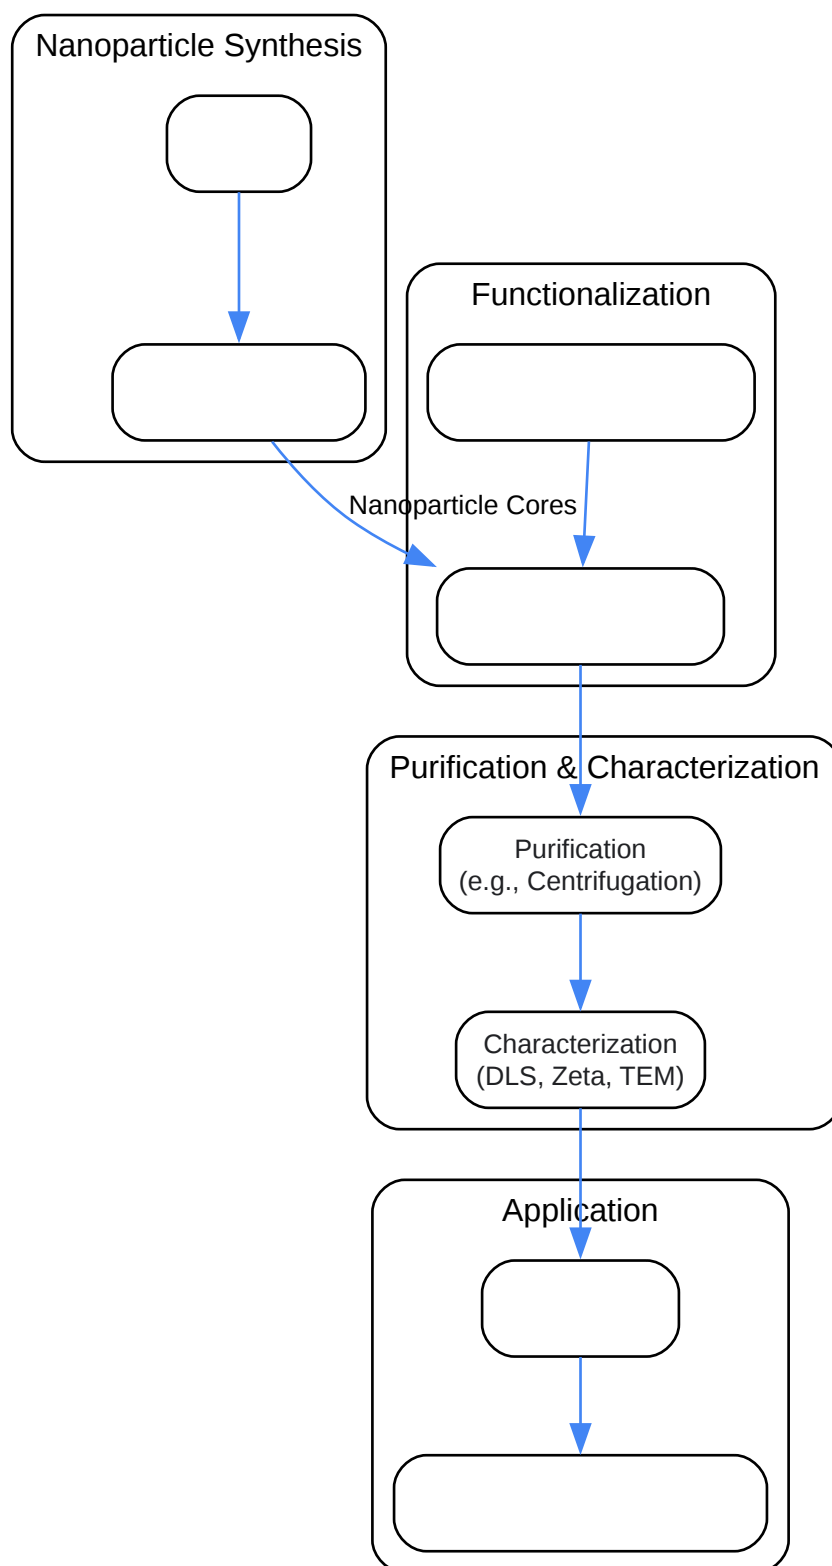 Nanoparticle Synthesis
Functionalization
Nanoparticle Cores
Purification & Characterization
Purification
(e.g., Centrifugation)
Characterization
(DLS, Zeta, TEM)
Application